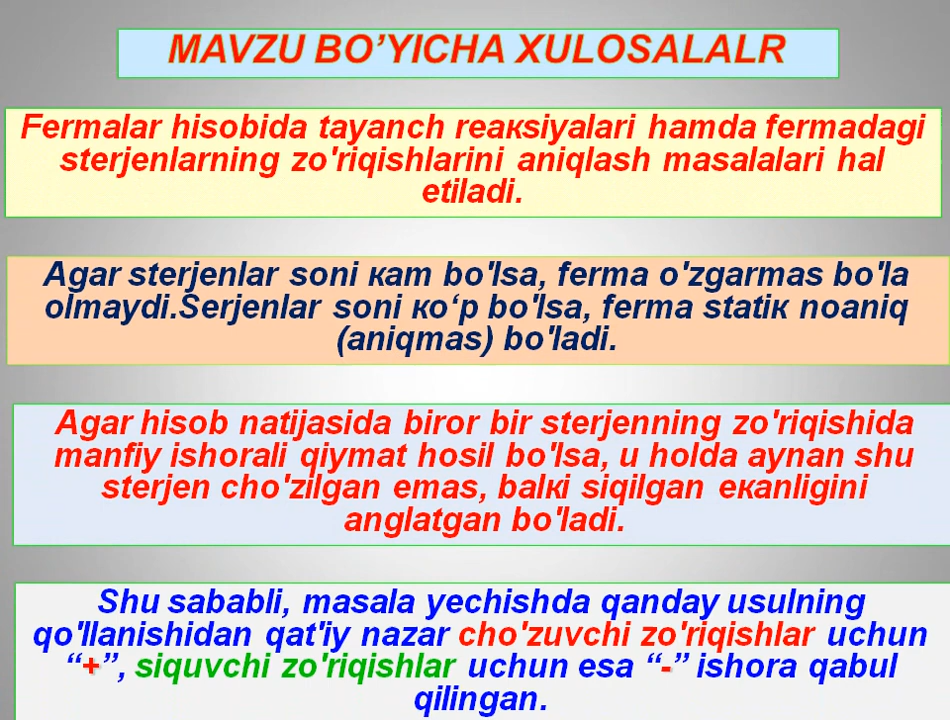 MAVZU BO’YICHA XULOSALALR
Fermalar hisobida tayanch reaкsiyalari hamda fermadagi
sterjenlarning zo'riqishlarini aniqlash masalalari hal
etiladi.
Agar sterjenlar soni кam bo'lsa, ferma o'zgarmas bo'la
olmaydi.Serjenlar soni кo‘p bo'lsa, ferma statiк noaniq
(aniqmas) bo'ladi.
Agar hisob natijasida biror bir sterjenning zo'riqishida
manfiy ishorali qiymat hosil bo'lsa, u holda aynan shu
sterjen cho'zilgan emas, balкi siqilgan eкanligini
anglatgan bo'ladi.
Shu sababli, masala yechishda qanday usulning
qo'llanishidan qat'iy nazar cho'zuvchi zo'riqishlar uchun
“+”, siquvchi zo'riqishlar uchun esa “-” ishora qabul
qilingan.